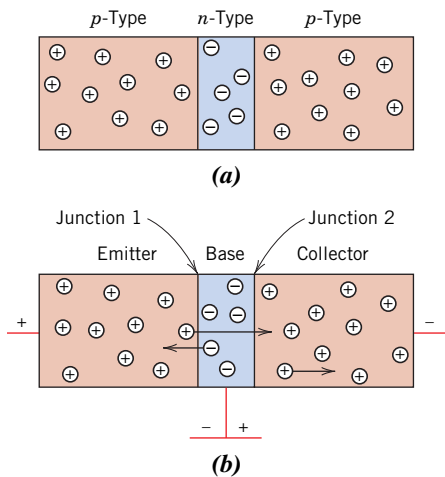 p-Type n-Type p-Type
(a)
Junction 1 Junction 2
Emitter Base Collector
+ −
− +
(b)